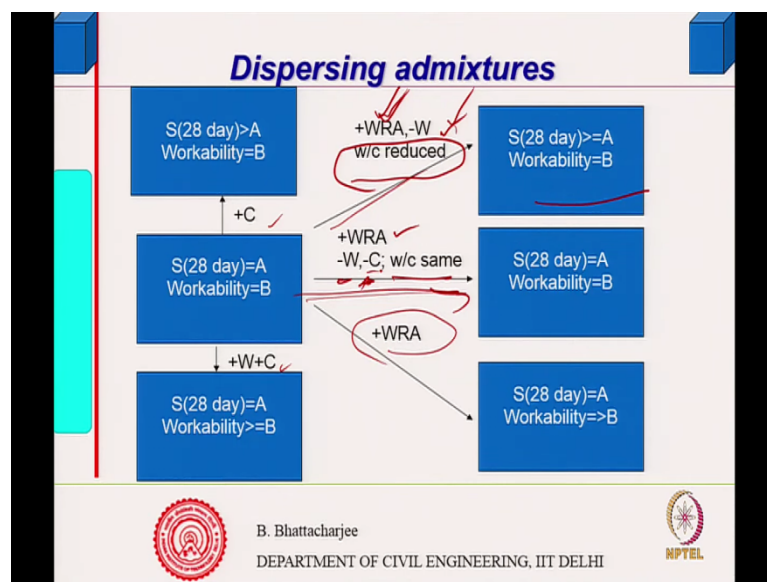 Dispersing admixtures
S(28 day)>A
Workability=B
+C
S(28 day)=A
Workability=B
+W+C
S(28 day)=A
Workability>=B
+WRA,-W
w/c reduced
S(28 day)>=A
Workability=B
+WRA
-W,-C; w/c same
S(28 day)=A
Workability=B
+WRA
S(28 day)=A
Workability=>B
B. Bhattacharjee
DEPARTMENT OF CIVIL ENGINEERING, IIT DELHI
NPTEL